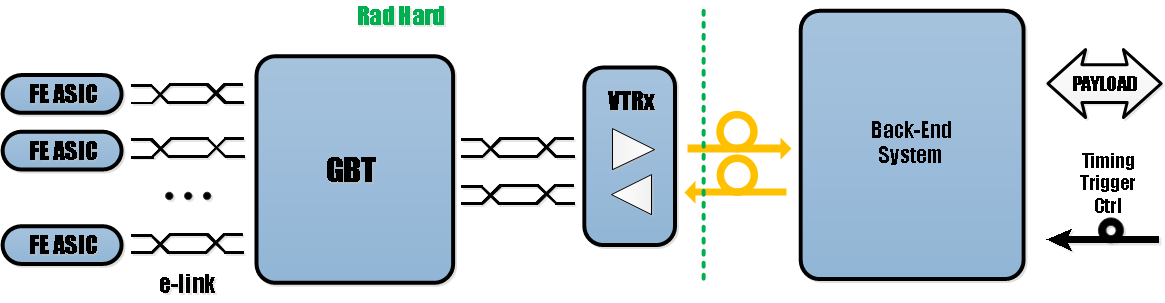 Rad Hard
FE ASIC
FE ASIC
FE ASIC
e-link
GBT
VTRx
Back-End
System
PAYLOAD
Timing
Trigger
Ctrl